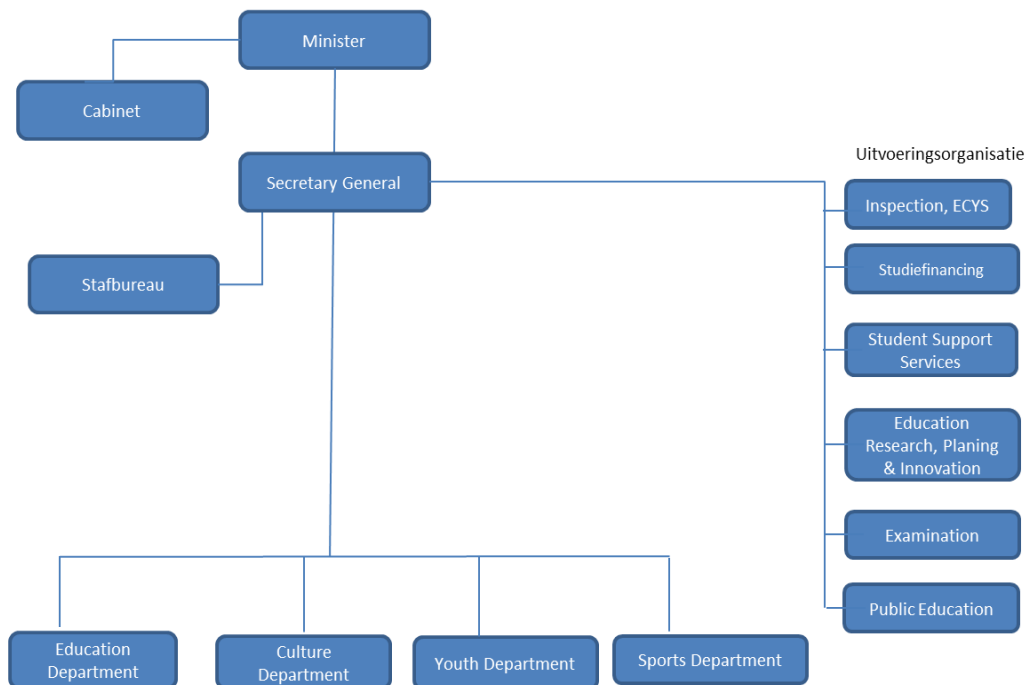 Minister
Cabinet
Uitvoeringsorganisatie
Secretary General
Inspection, ECYS
Stafbureau
Studiefinancing
Student Support
Services
Education
Research, Planing
& Innovation
Examination
Public Education
Education
Department
Culture
Department
Youth Department
Sports Department